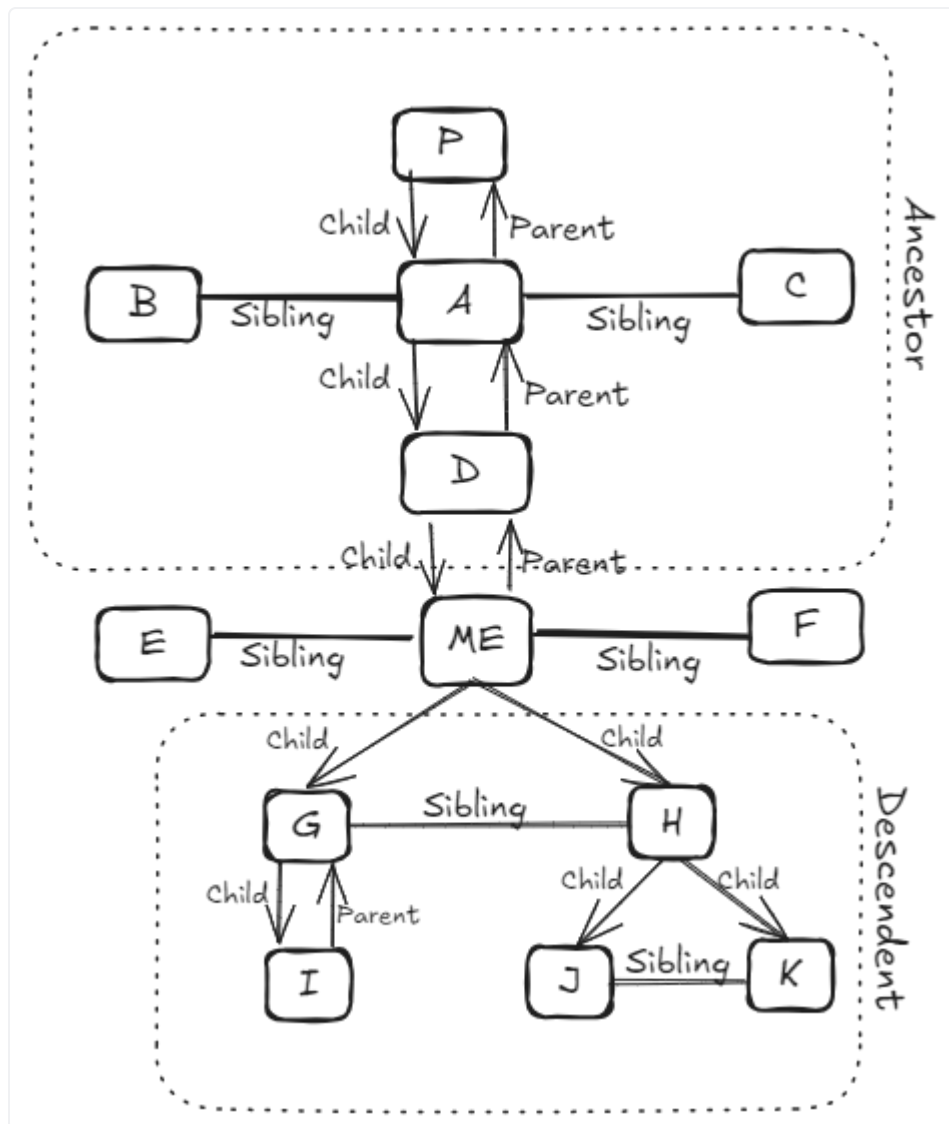 P
Child
Parent
Ancestor
B
Sibling
A
Sibling
C
Child
Parent
D
Child
Parent
E
Sibling
ME
Sibling
F
Child
Child
G
Sibling
H
Descendent
Child
Parent
Child
Child
I
J
Sibling
K